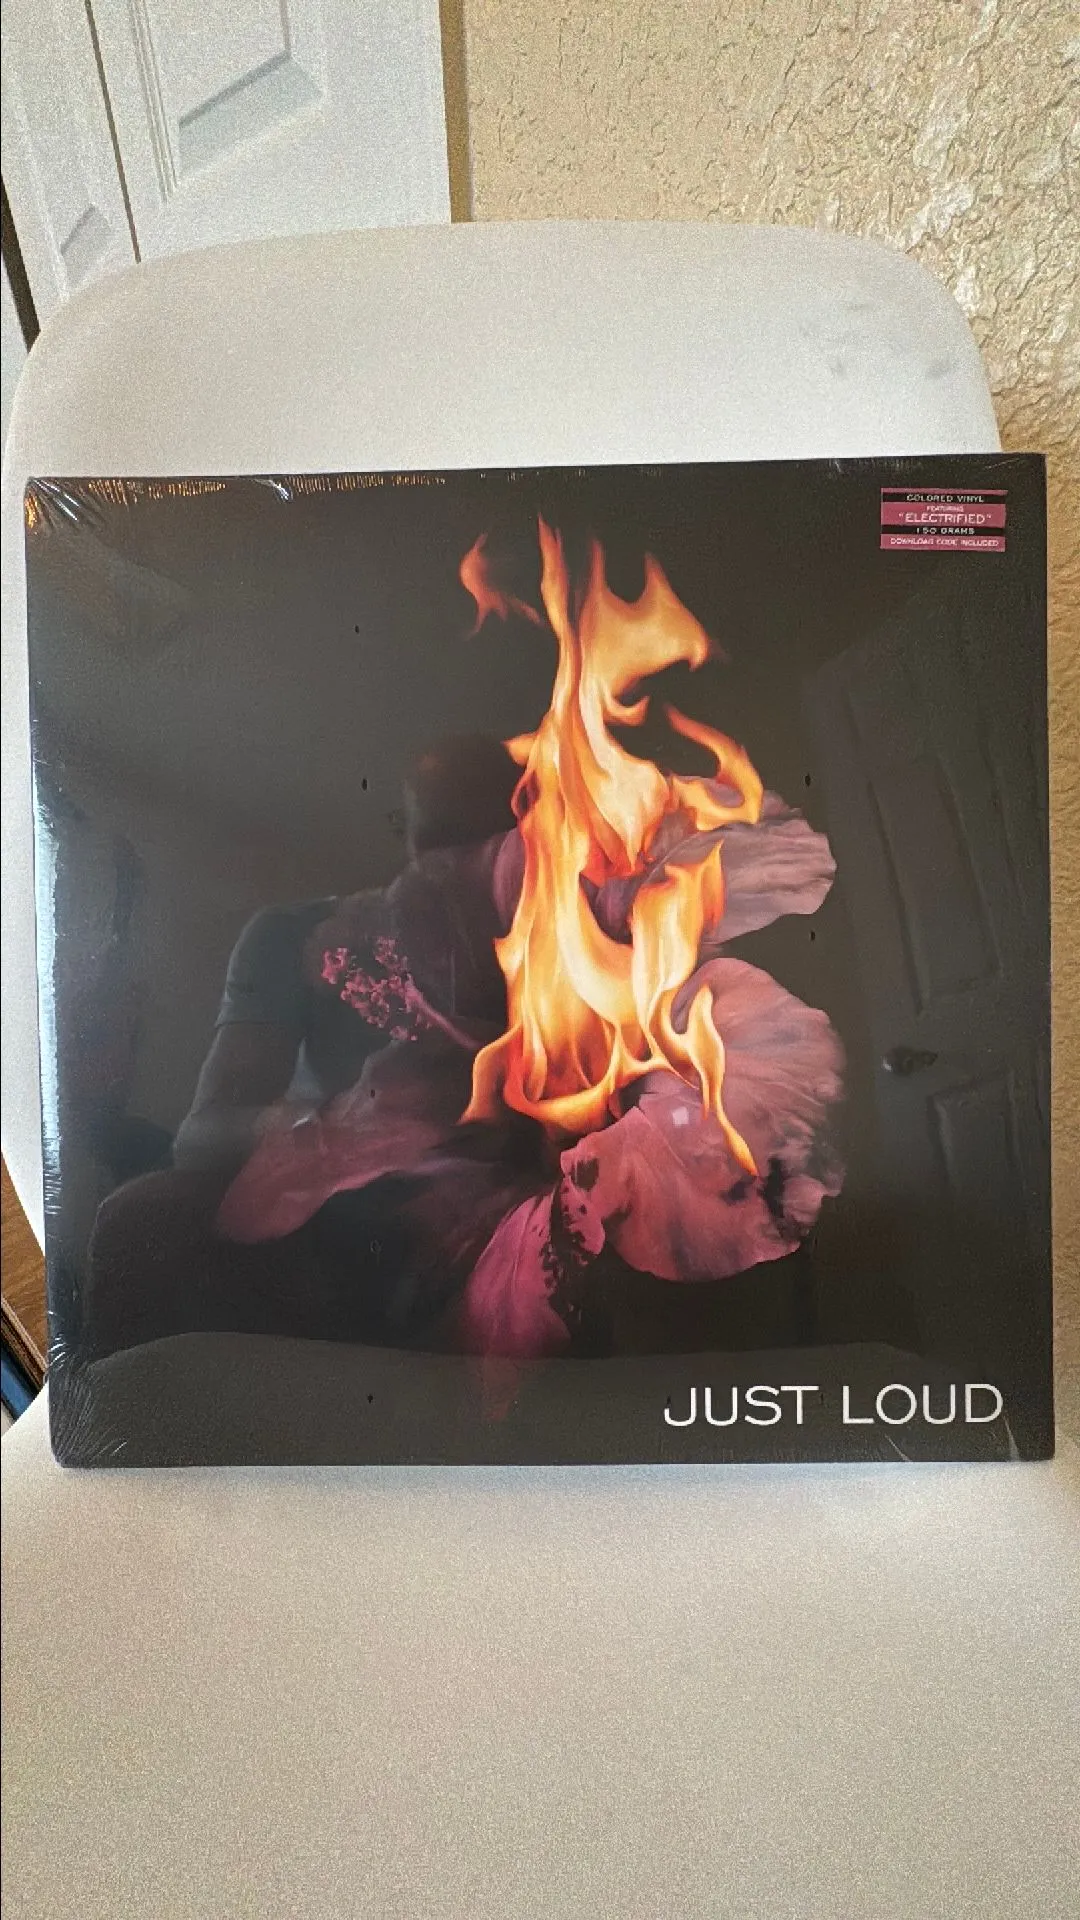 COLORED VINYL
FEATURING
"ELECTRIFIED"
150 GRAMS
DOWNLOAD CODE INCLUDED
JUST LOUD